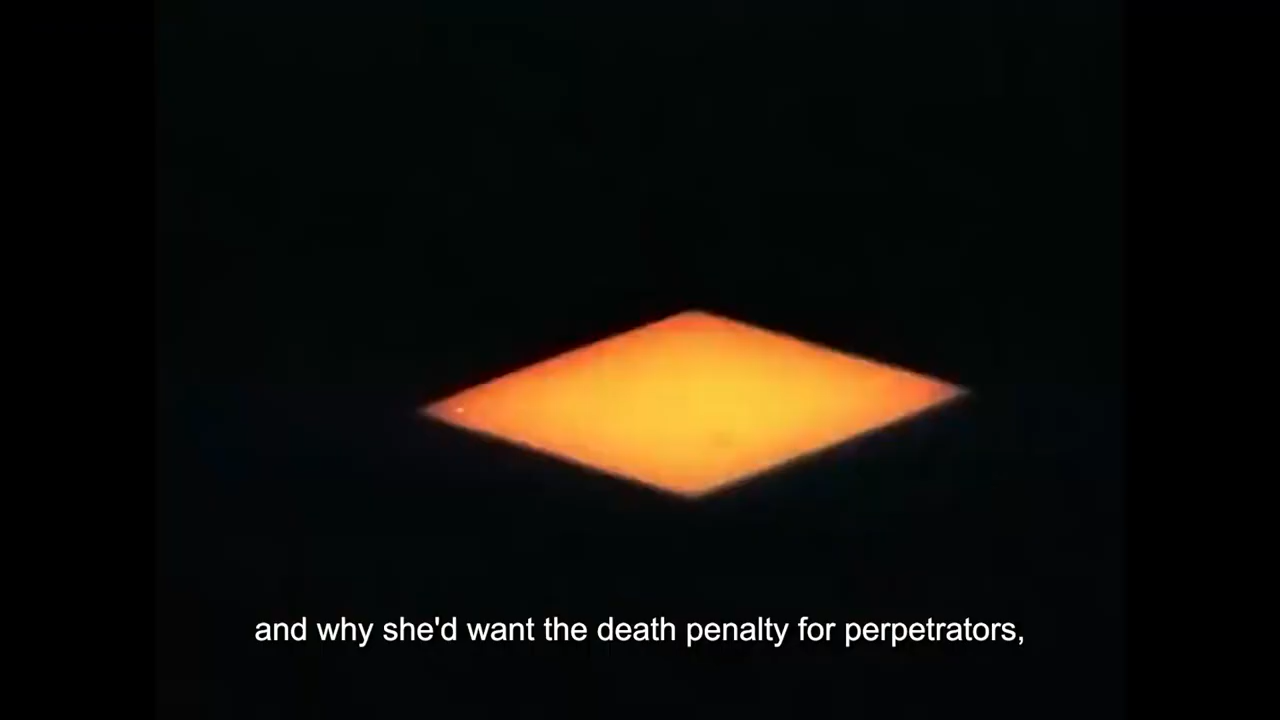 and why she'd want the death penalty for perpetrators,